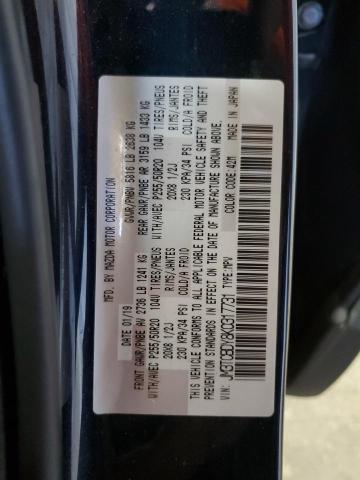 MFD. BY MAZDA MOTOR CORPORATION
DATE 01/19 GVWR/PNBV 5816 LB 2638 KG
FRONT GAWR/PNBE AV 2736 LB 1241 KG REAR GAWR/PNBE AR 3159 LB 1433 KG
WITH/AVEC P255/50R20 104V TIRES/PNEUS WITH/AVEC P255/50R20 104V TIRES/PNEUS
20X8 1/2J RIMS/JANTES 20X8 1/2J RIMS/JANTES
230 KPA/34 PSI COLD/A FROID 230 KPA/34 PSI COLD/A FROID
THIS VEHICLE CONFORMS TO ALL APPLICABLE FEDERAL MOTOR VEHICLE SAFETY AND THEFT
PREVENTION STANDARDS IN EFFECT ON THE DATE OF MANUFACTURE SHOWN ABOVE.
TYPE: MPV COLOR: 42M MADE IN JAPAN
VIN: